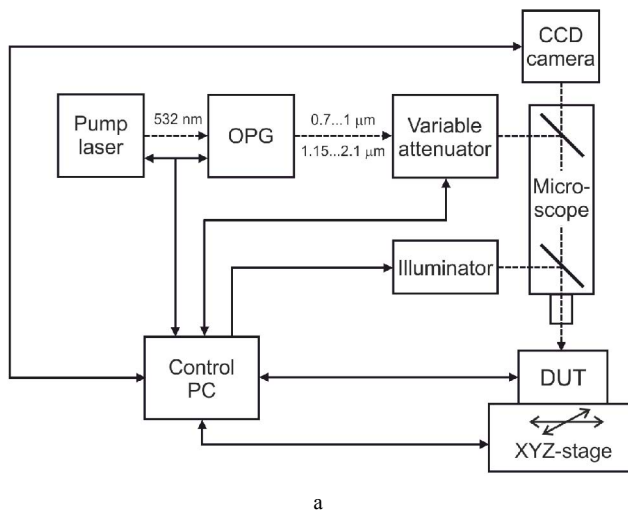 CCD
camera
Pump
laser
532 nm
OPG
0.7...1 μm
1.15...2.1 μm
Variable
attenuator
Micro-
scope
Illuminator
Control
PC
DUT
XYZ-stage
a